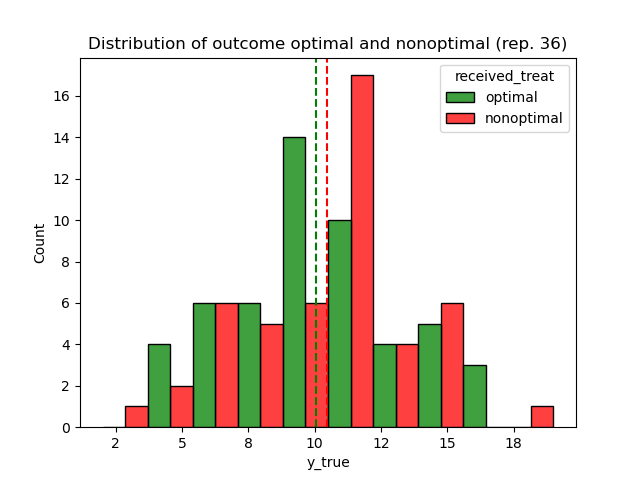 Distribution of outcome optimal and nonoptimal (rep. 36)
received_treat
optimal
nonoptimal
Count
16
14
12
10
8
6
4
2
0
2
5
8
10
12
15
18
y_true